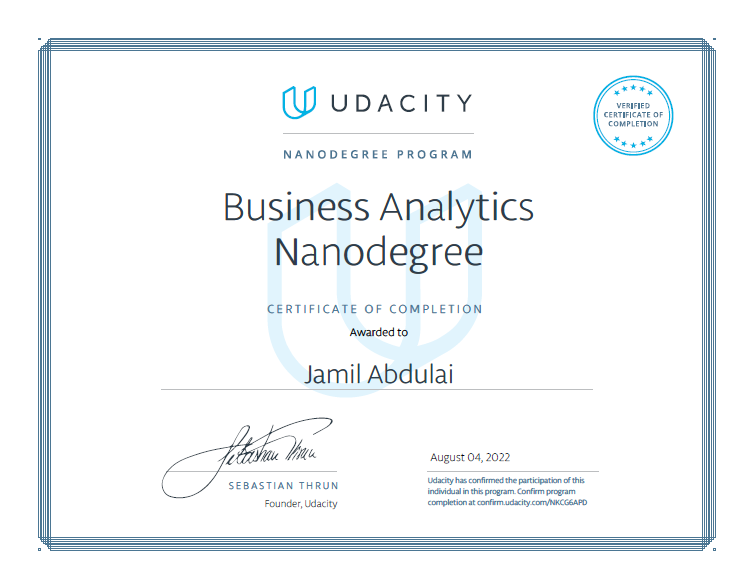 UDACITY
VERIFIED
CERTIFICATE OF
COMPLETION
NANODEGREE PROGRAM
Business Analytics
Nanodegree
CERTIFICATE OF COMPLETION
Awarded to
Jamil Abdulai
Sebastian Thrun
SEBASTIAN THRUN
Founder, Udacity
August 04, 2022
Udacity has confirmed the participation of this
individual in this program. Confirm program
completion at confirm.udacity.com/NKCG6APD